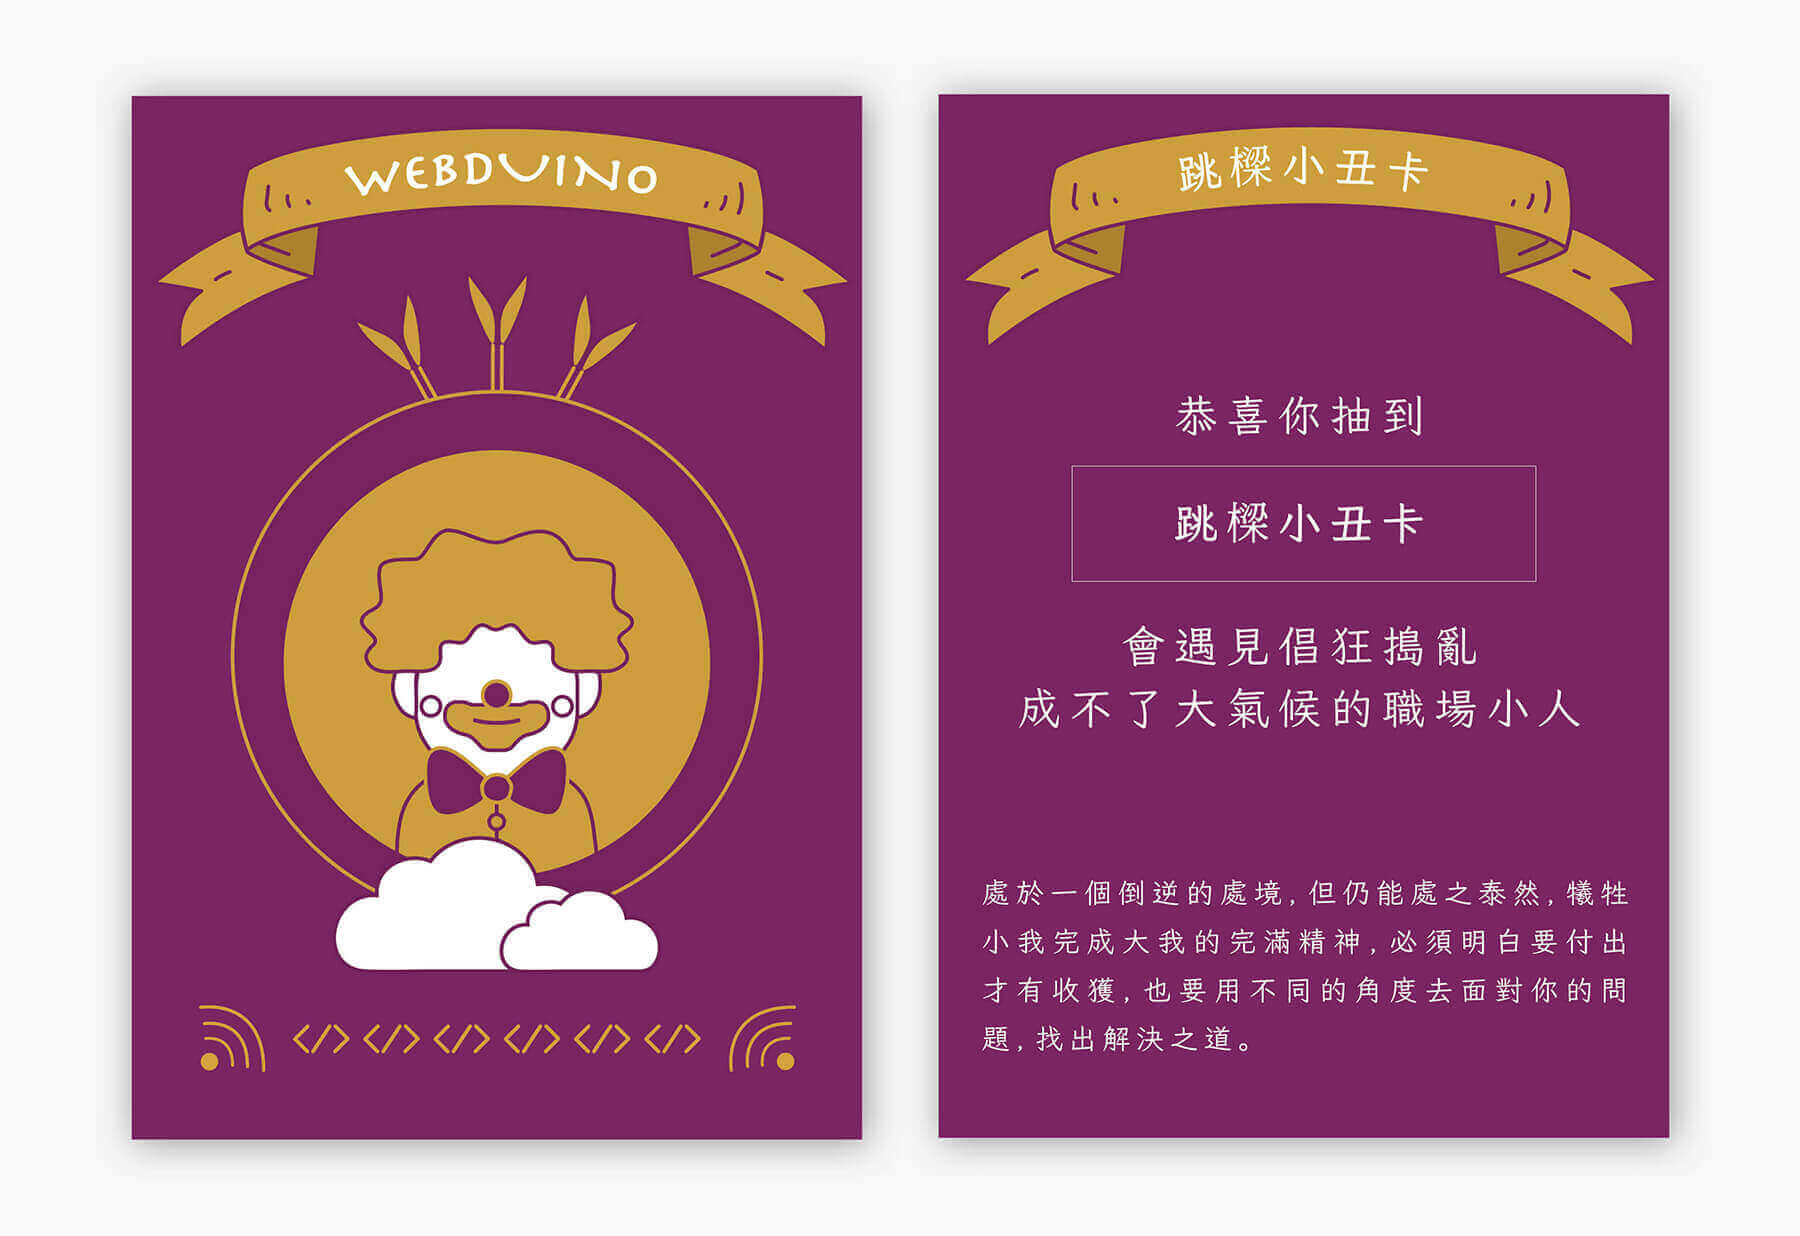 WEBDUINO
</> </> </> </> </> </>
跳樑小丑卡
恭喜你抽到
跳樑小丑卡
會遇見倡狂搗亂
成不了大氣候的職場小人
處於一個倒逆的處境,但仍能處之泰然,犧牲
小我完成大我的完滿精神,必須明白要付出
才有收獲,也要用不同的角度去面對你的問
題,找出解決之道。